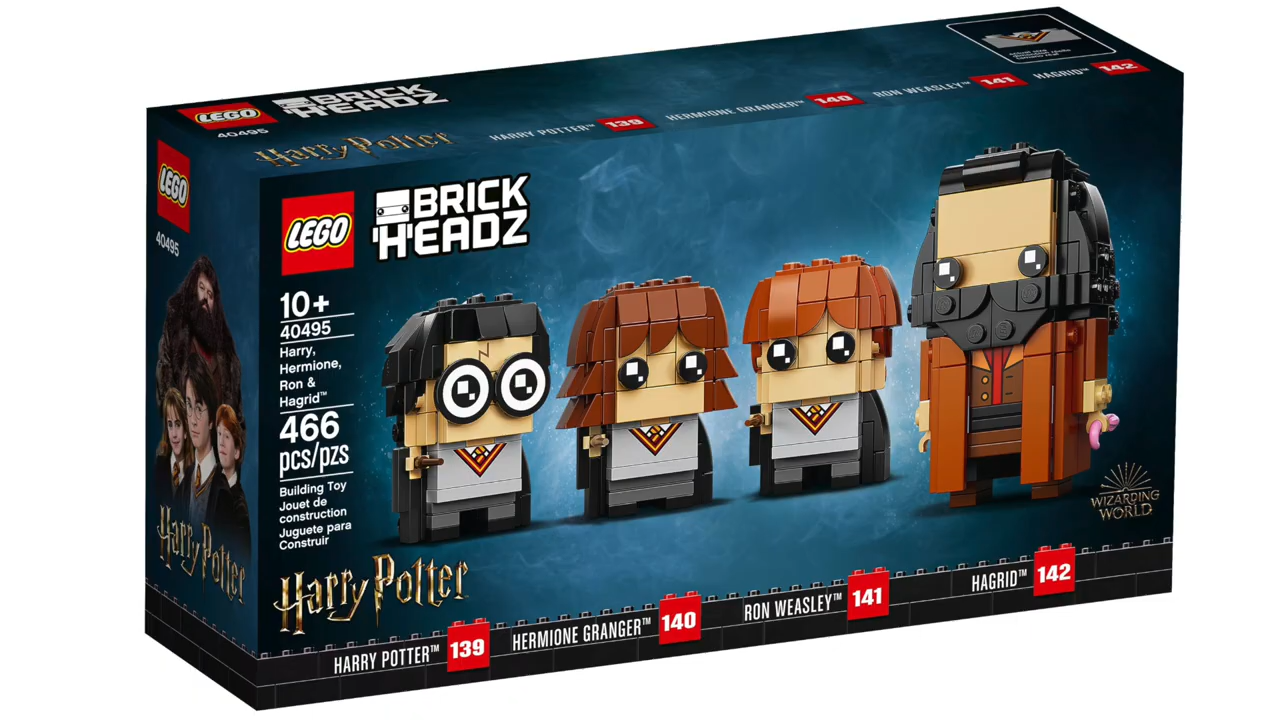 LEGO
BRICK
HEADZ
40495
Harry Potter
HARRY POTTER™ 139
HERMIONE GRANGER™ 140
RON WEASLEY™ 141
HAGRID™ 142
LEGO
40495
Harry Potter
LEGO
BRICK
HEADZ
10+
40495
Harry,
Hermione,
Ron &
Hagrid™
466
pcs/pzs
Building Toy
Jouet de
construction
Juguete para
Construir
Harry Potter
WIZARDING
WORLD
HARRY POTTER™ 139
HERMIONE GRANGER™ 140
RON WEASLEY™ 141
HAGRID™ 142